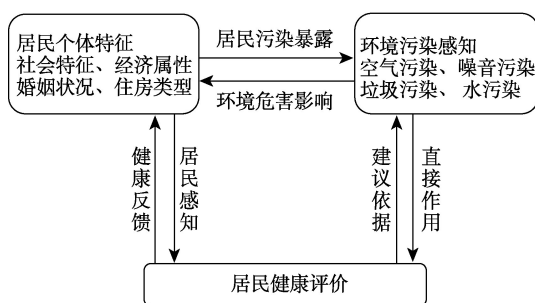 居民个体特征
社会特征、经济属性
婚姻状况、住房类型
居民污染暴露
环境危害影响
环境污染感知
空气污染、噪音污染
垃圾污染、水污染
健康反馈
居民感知
建议依据
直接作用
居民健康评价